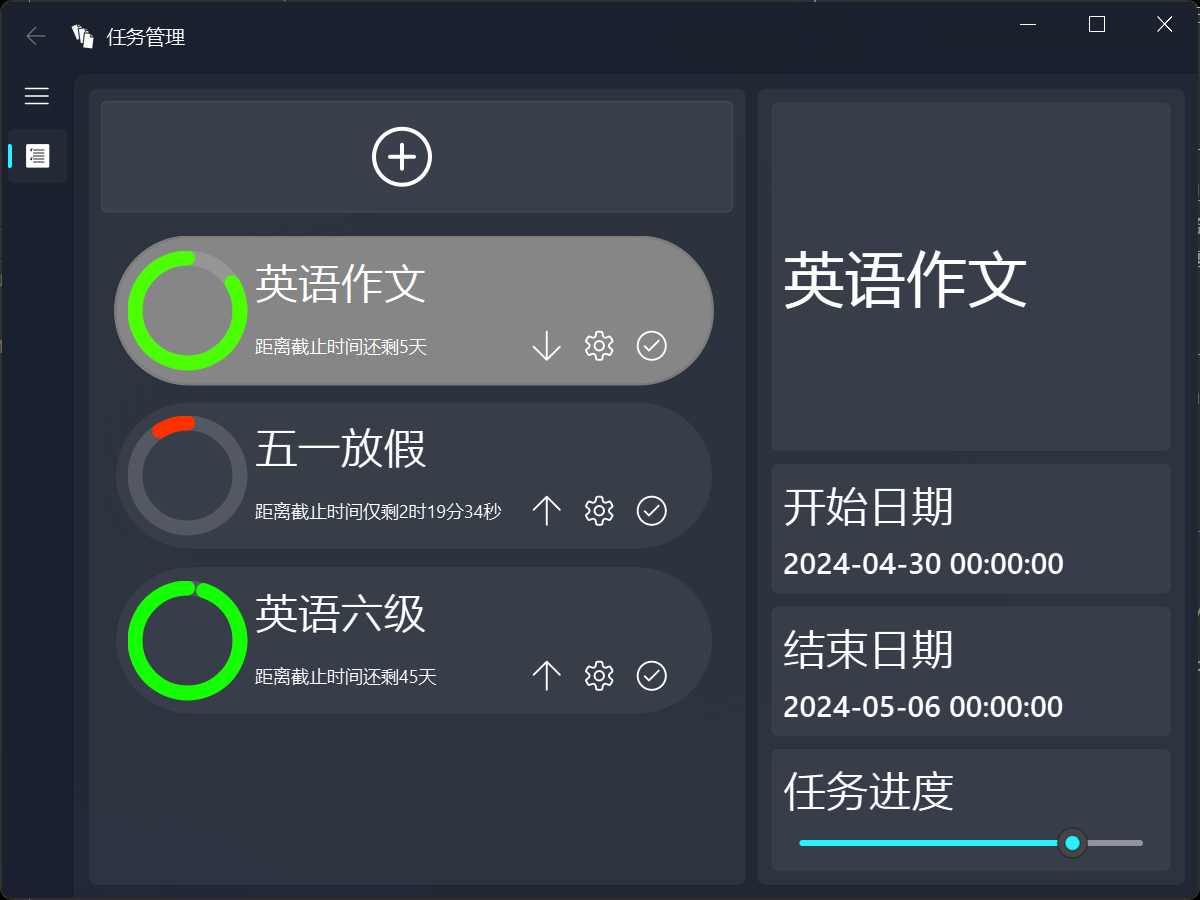 任务管理
英语作文
距离截止时间还剩5天
五一放假
距离截止时间仅剩2时19分34秒
英语六级
距离截止时间还剩45天
英语作文
开始日期
2024-04-30 00:00:00
结束日期
2024-05-06 00:00:00
任务进度